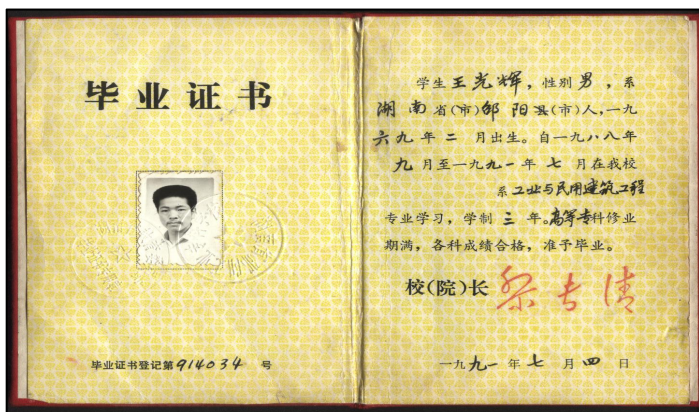 毕业证书
毕业证书登记第914034号
学生王光辉，性别男，系
湖南省(市)邵阳县(市)人,一九
六九年二月出生。自一九八八年
九月至一九九一年七月在我校
系工业与民用建筑工程
专业学习，学制三年。高等专科修业
期满，各科成绩合格，准予毕业。
校(院)长
一九九一年七月四日